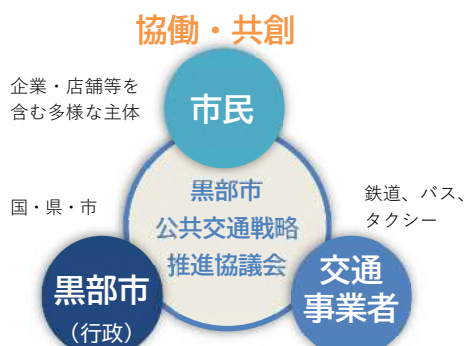 協働・共創
企業・店舗等を
含む多様な主体
市民
国・県・市
黒部市
公共交通戦略
推進協議会
鉄道、バス、
タクシー
黒部市
（行政）
交通
事業者